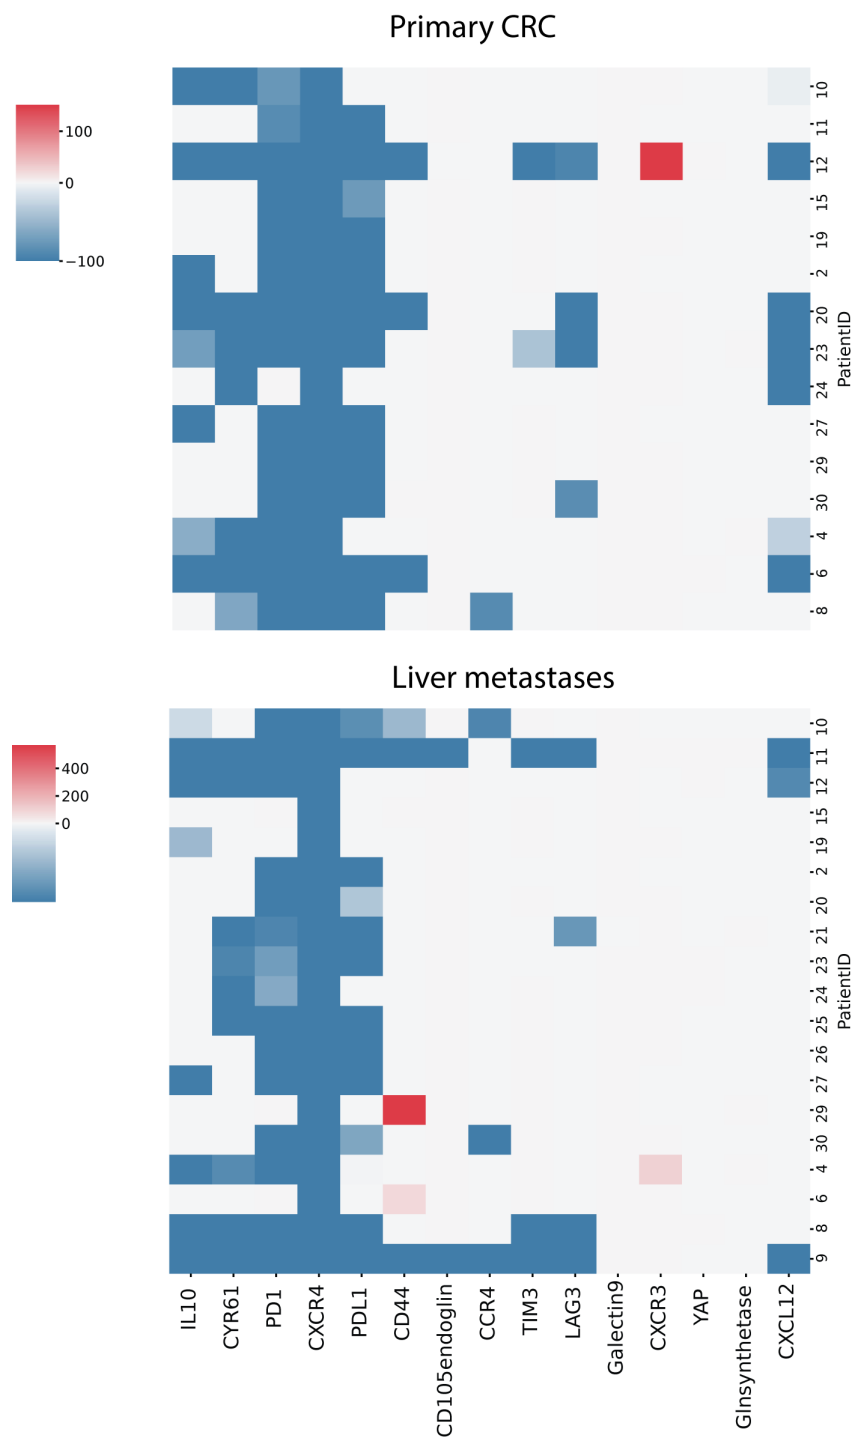 Primary CRC
100
0
−100
10
11
12
15
19
2
20
23
24
27
29
30
4
6
8
PatientID
Liver metastases
400
200
0
10
11
12
15
19
2
20
21
23
24
25
26
27
29
30
4
6
8
9
PatientID
IL10
CYR61
PD1
CXCR4
PDL1
CD44
CD105endoglin
CCR4
TIM3
LAG3
Galectin9
CXCR3
YAP
Glnsynthetase
CXCL12